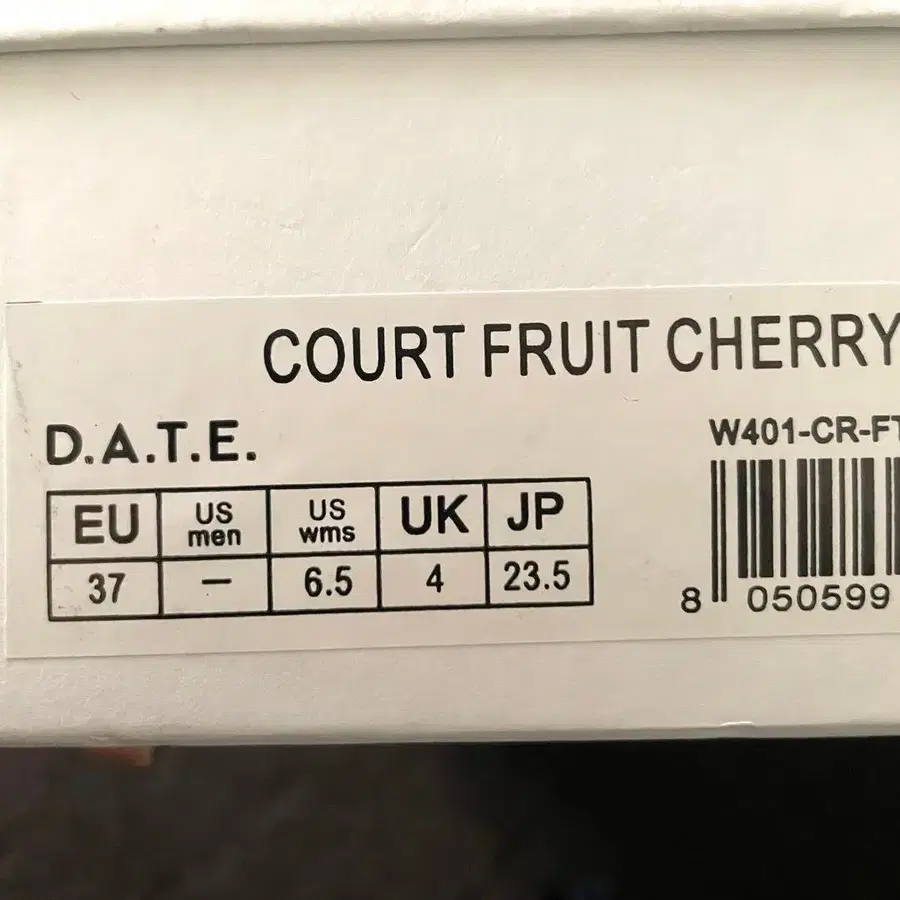 COURT FRUIT CHERRY
D.A.T.E.
W401-CR-FT
EU US men US wms UK JP
37 — 6.5 4 23.5
8 050599